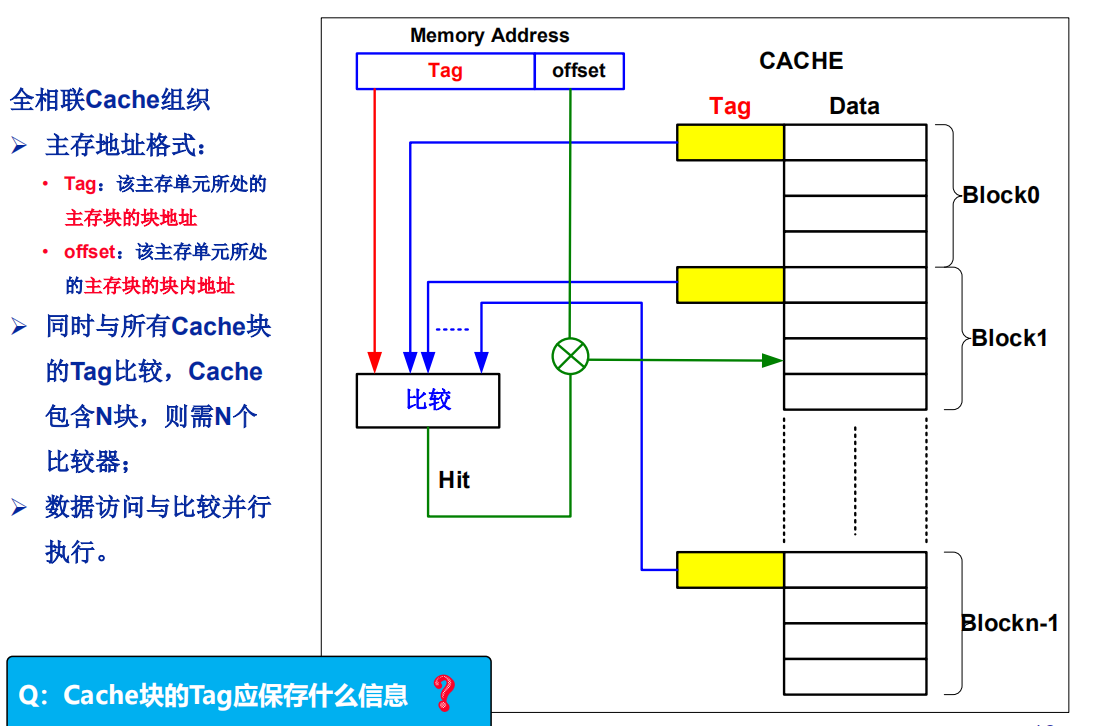 全相联Cache组织
➢ 主存地址格式：
• Tag：该主存单元所处的
主存块的块地址
• offset：该主存单元所处
的主存块的块内地址
➢ 同时与所有Cache块
的Tag比较，Cache
包含N块，则需N个
比较器；
➢ 数据访问与比较并行
执行。
Q：Cache块的Tag应保存什么信息 ？
Memory Address
Tag offset
CACHE
Tag Data
Block0
Block1
比较
Hit
Blockn-1